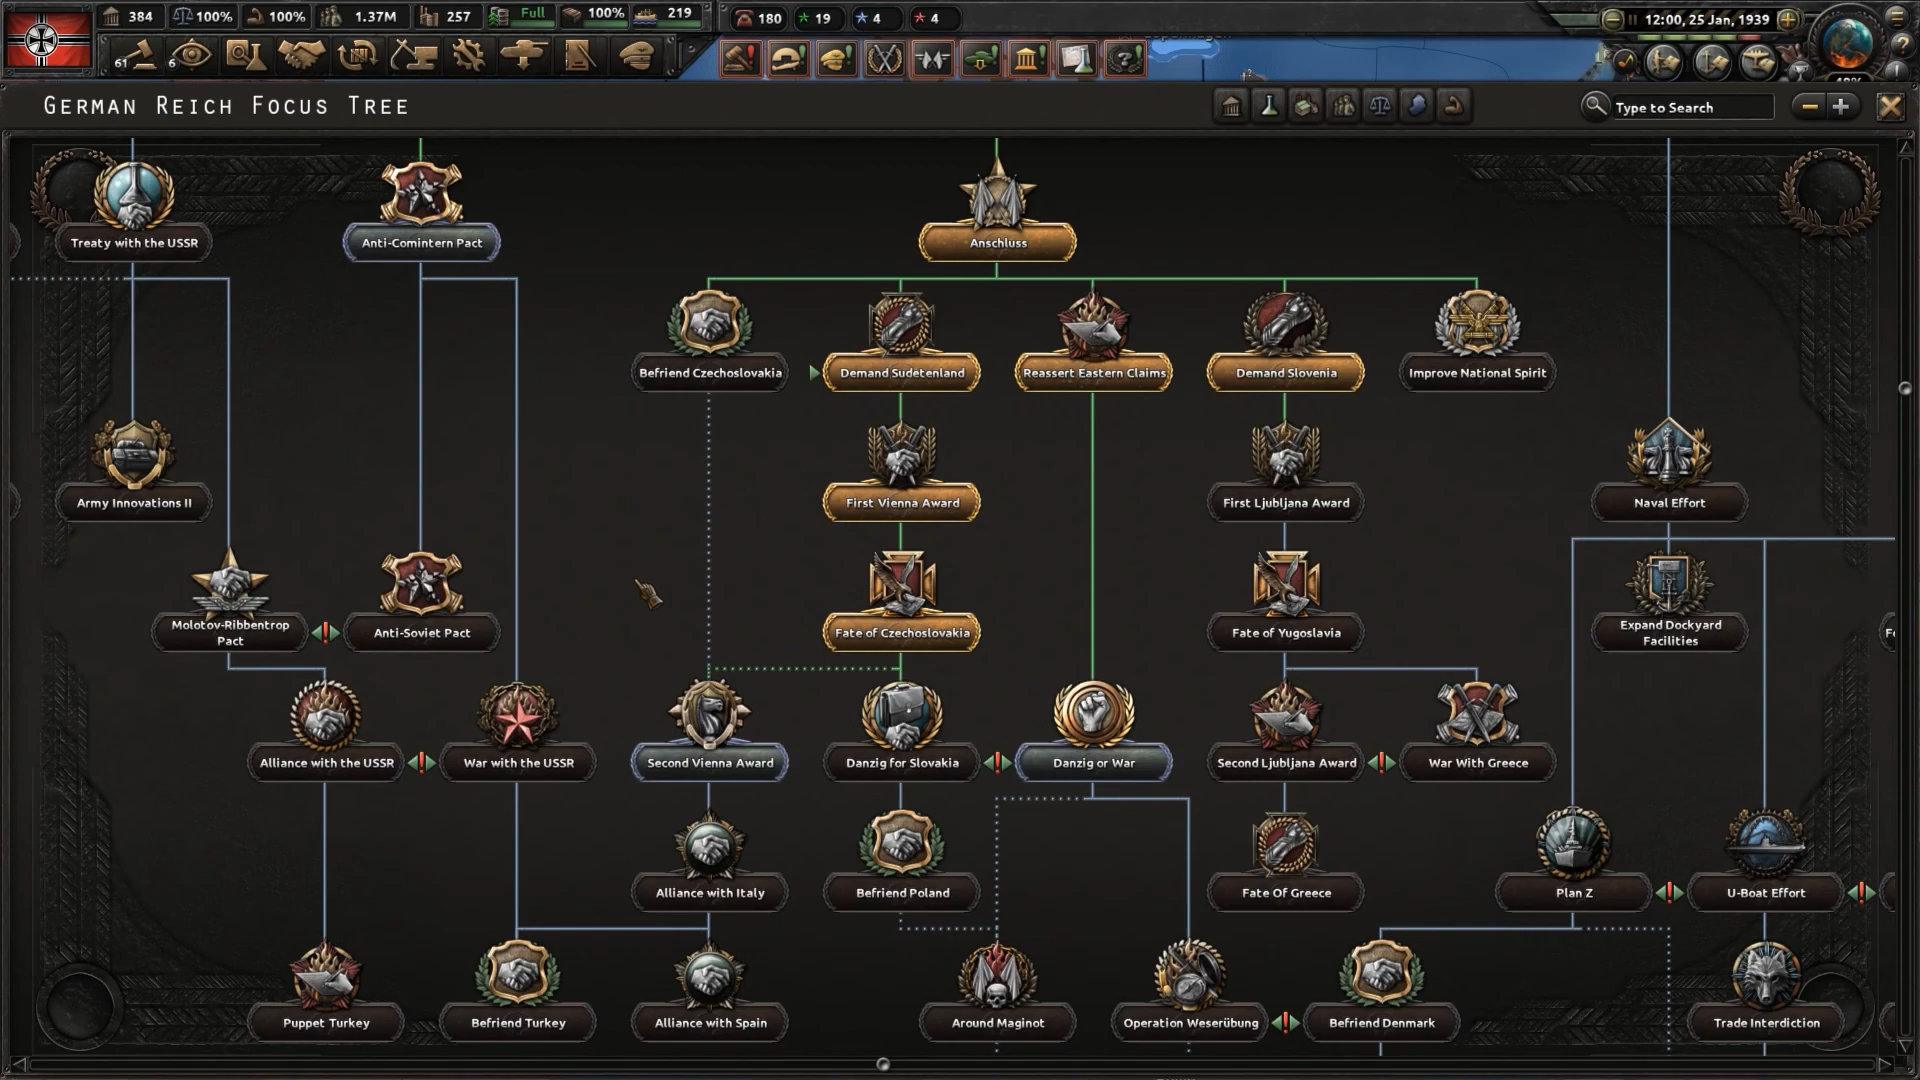 384
100%
100%
1.37M
257
Full
100%
219
180
19
4
4
12:00, 25 Jan, 1939
61
6
German Reich Focus Tree
Type to Search
Treaty with the USSR
Anti-Comintern Pact
Anschluss
Befriend Czechoslovakia
Demand Sudetenland
Reassert Eastern Claims
Demand Slovenia
Improve National Spirit
Army Innovations II
First Vienna Award
First Ljubljana Award
Naval Effort
Molotov-Ribbentrop
Pact
Anti-Soviet Pact
Fate of Czechoslovakia
Fate of Yugoslavia
Expand Dockyard
Facilities
Alliance with the USSR
War with the USSR
Second Vienna Award
Danzig for Slovakia
Danzig or War
Second Ljubljana Award
War With Greece
Alliance with Italy
Befriend Poland
Fate Of Greece
Plan Z
U-Boat Effort
Puppet Turkey
Befriend Turkey
Alliance with Spain
Around Maginot
Operation Weserübung
Befriend Denmark
Trade Interdiction